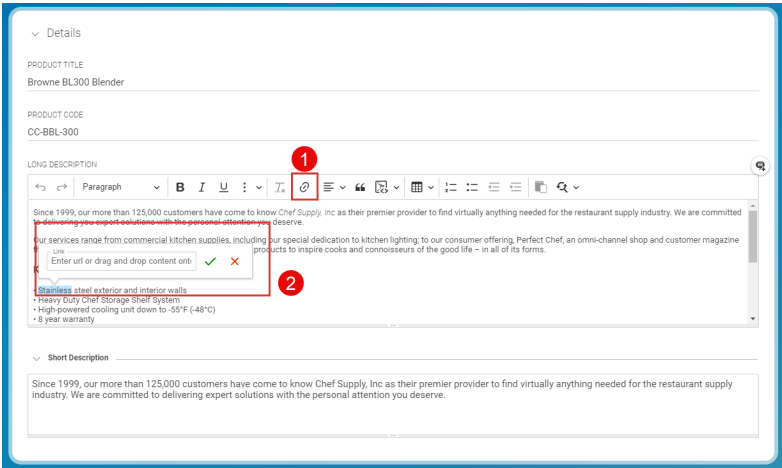 Details
PRODUCT TITLE
Browne BL300 Blender
PRODUCT CODE
CC-BBL-300
1
LONG DESCRIPTION
Paragraph B I U
Since 1999, our more than 125,000 customers have come to know Chef Supply, Inc as their premier provider to find virtually anything needed for the restaurant supply industry. We are committed
to delivering you expert solutions with the personal attention you deserve.
Our services range from commercial kitchen supplies, including our special dedication to kitchen lighting; to our consumer offering, Perfect Chef, an omni-channel shop and customer magazine
products to inspire cooks and connoisseurs of the good life – in all of its forms.
Link
Enter url or drag and drop content onto
2
• Stainless steel exterior and interior walls
• Heavy Duty Chef Storage Shelf System
• High-powered cooling unit down to -55°F (-48°C)
• 8 year warranty
Short Description
Since 1999, our more than 125,000 customers have come to know Chef Supply, Inc as their premier provider to find virtually anything needed for the restaurant supply
industry. We are committed to delivering expert solutions with the personal attention you deserve.